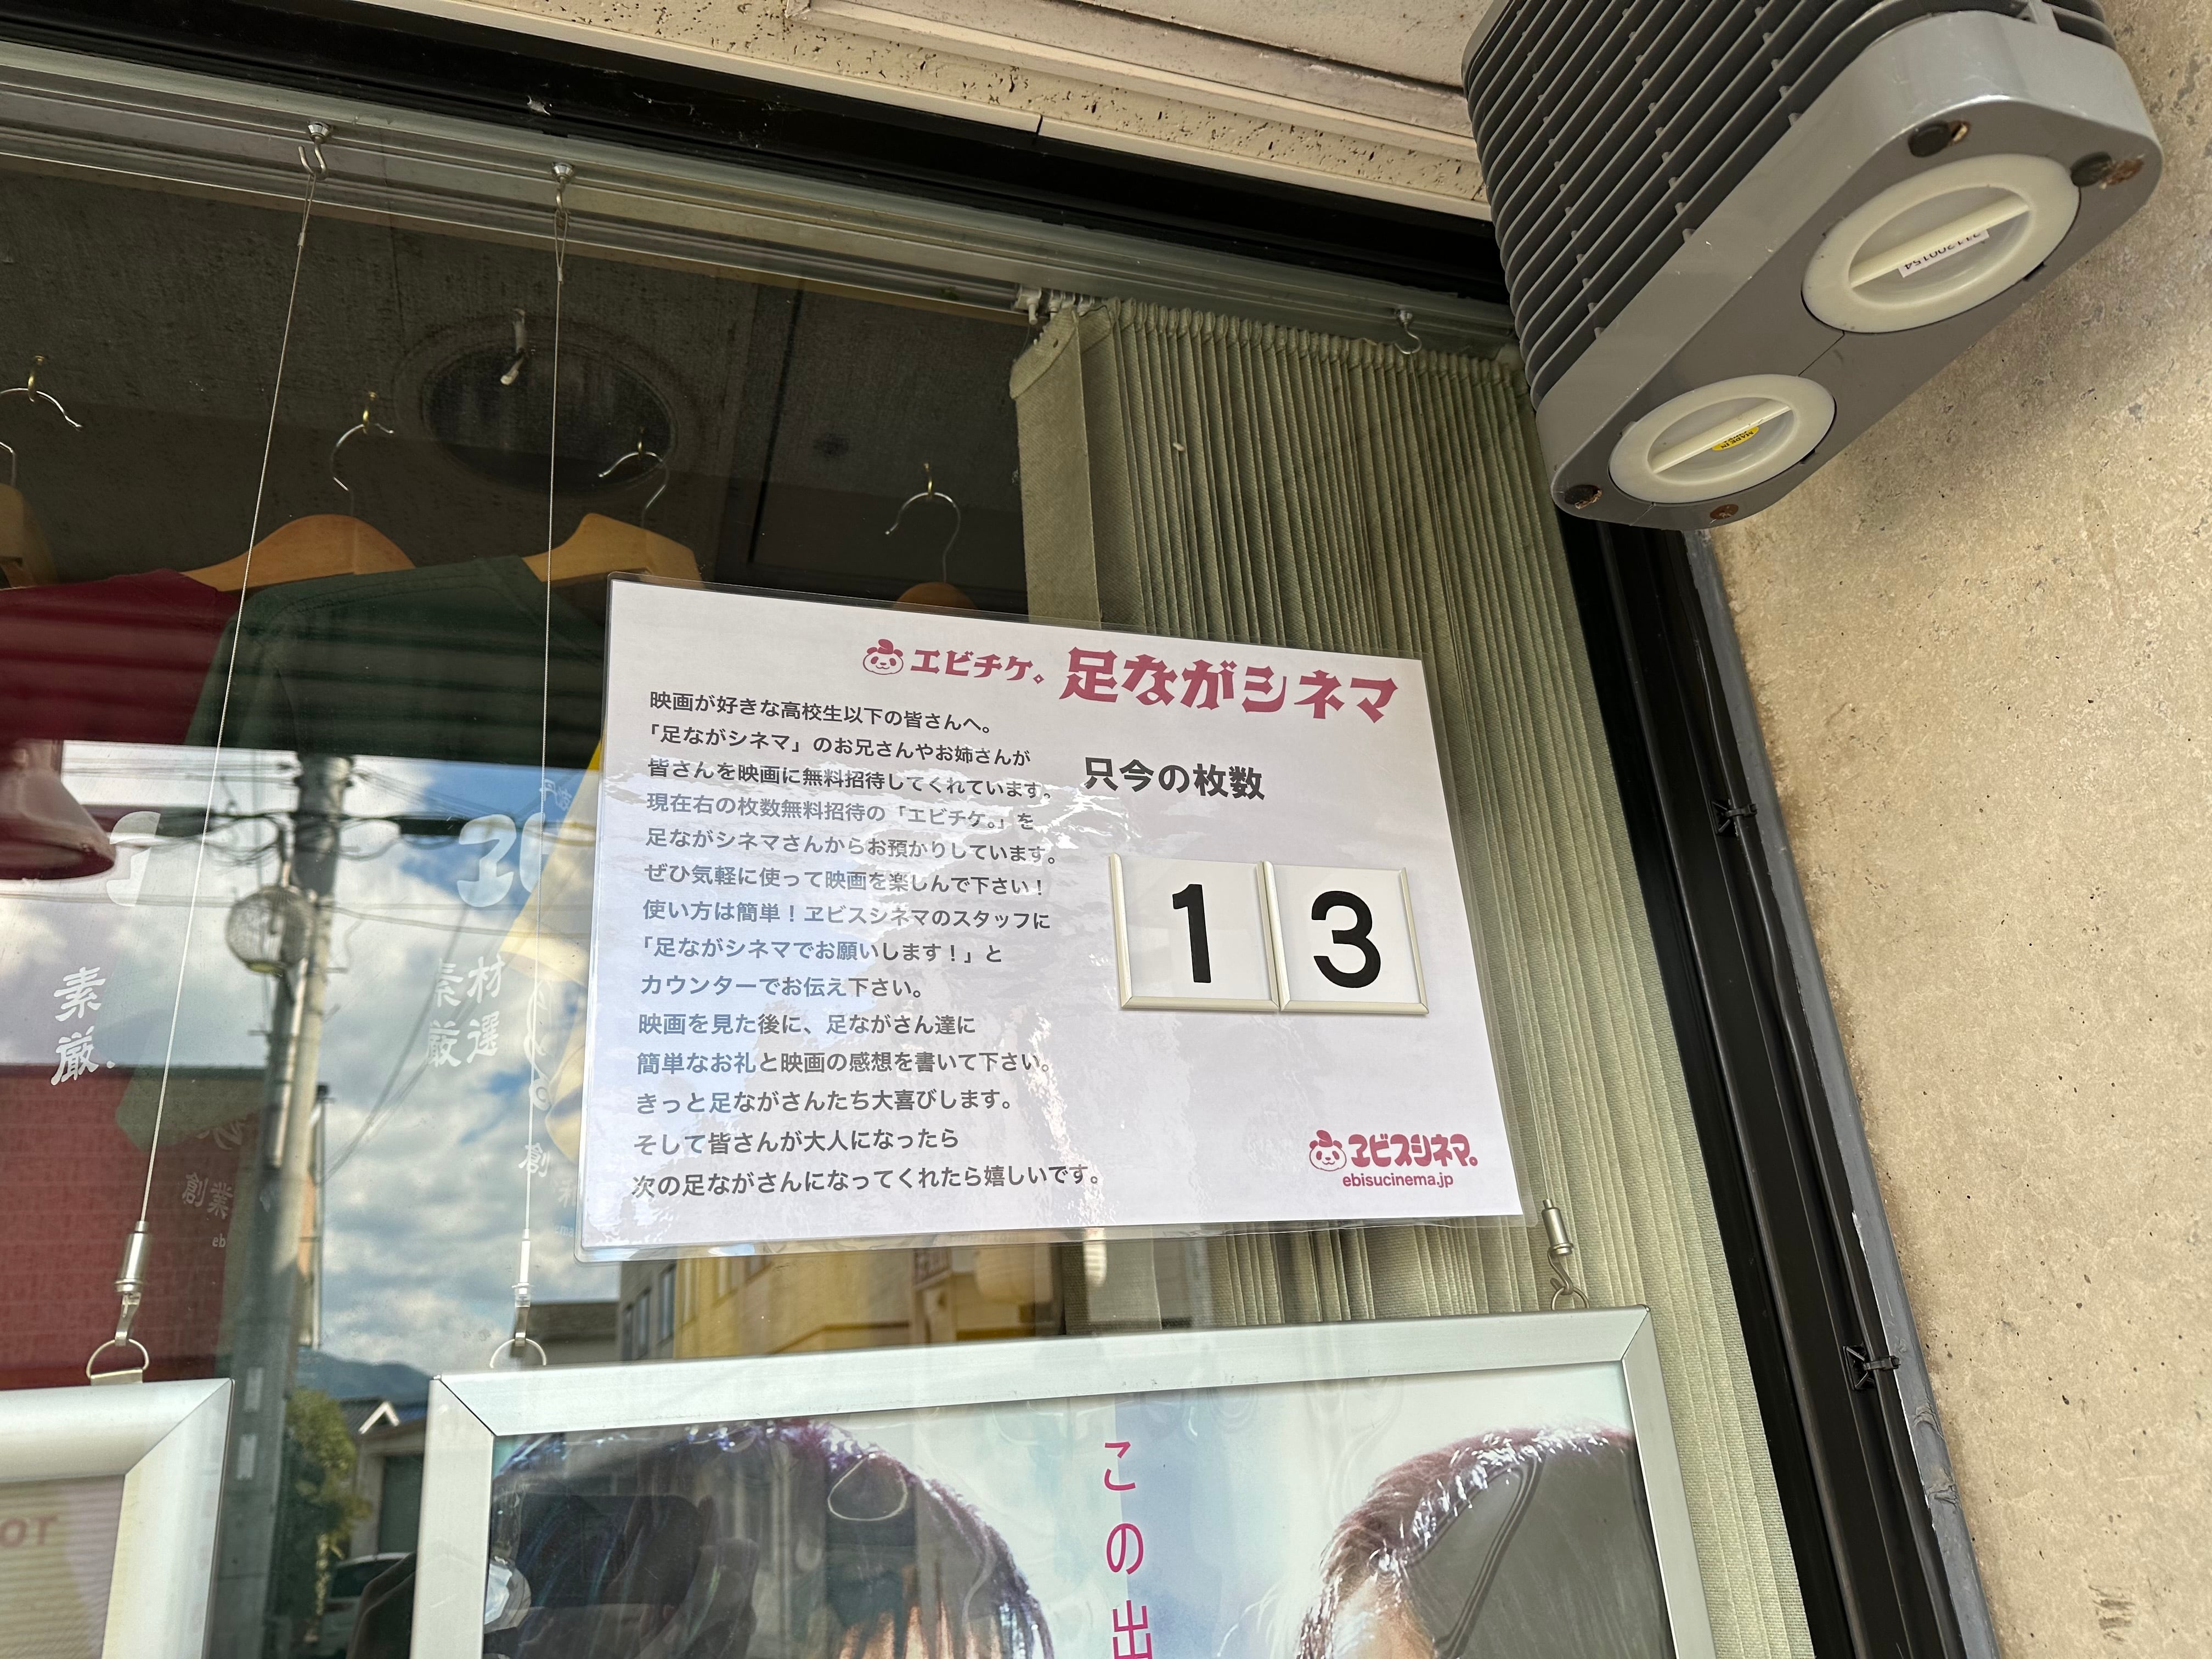 エビチケ。足ながシネマ
映画が好きな高校生以下の皆さんへ。
「足ながシネマ」のお兄さんやお姉さんが
皆さんを映画に無料招待してくれています。
現在右の枚数無料招待の「エビチケ。」を
足ながシネマさんからお預かりしています。
ぜひ気軽に使って映画を楽しんで下さい！
使い方は簡単！ヱビスシネマのスタッフに
「足ながシネマでお願いします！」と
カウンターでお伝え下さい。
映画を見た後に、足ながさん達に
簡単なお礼と映画の感想を書いて下さい。
きっと足ながさんたち大喜びします。
そして皆さんが大人になったら
次の足ながさんになってくれたら嬉しいです。
只今の枚数
1 3
ヱビスシネマ。
ebisucinema.jp
素材
厳選
素
厳
創業
この出